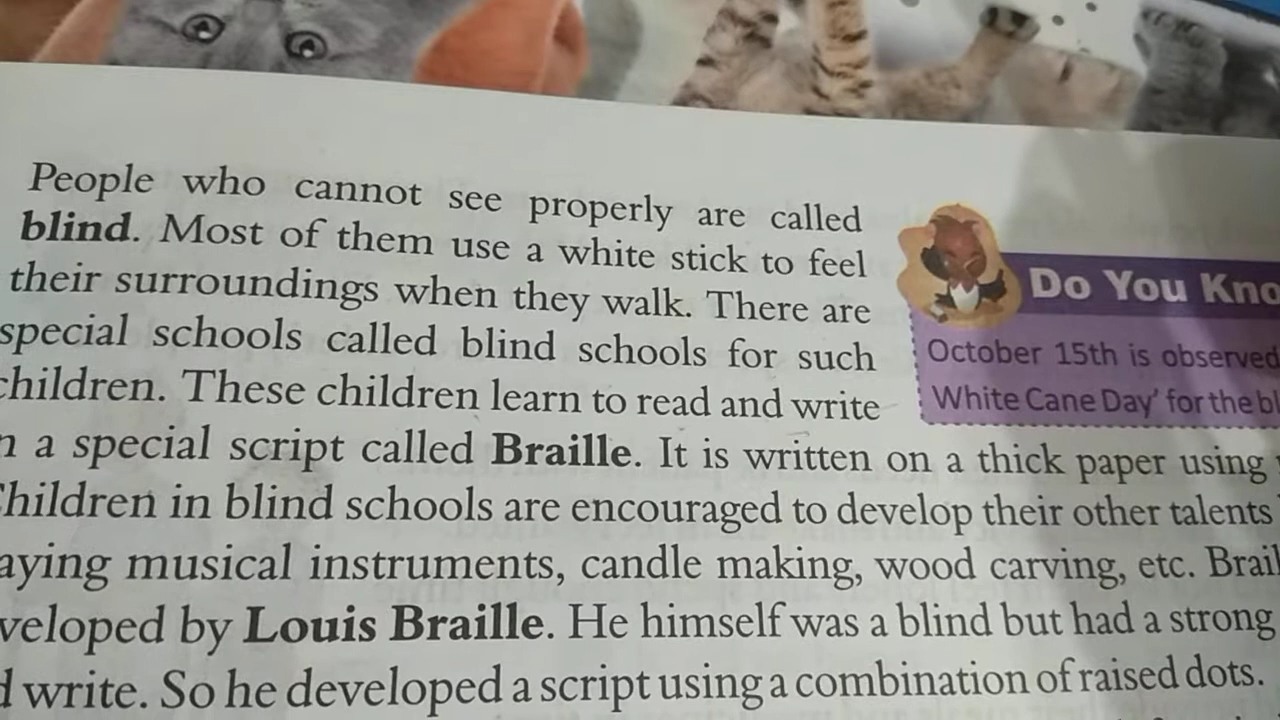 People who cannot see properly are called
blind. Most of them use a white stick to feel
their surroundings when they walk. There are
special schools called blind schools for such
children. These children learn to read and write
a special script called Braille. It is written on a thick paper using
Children in blind schools are encouraged to develop their other talents
aying musical instruments, candle making, wood carving, etc. Brail
veloped by Louis Braille. He himself was a blind but had a strong
d write. So he developed a script using a combination of raised dots.
Do You Kno
October 15th is observed
White Cane Day' for the bl